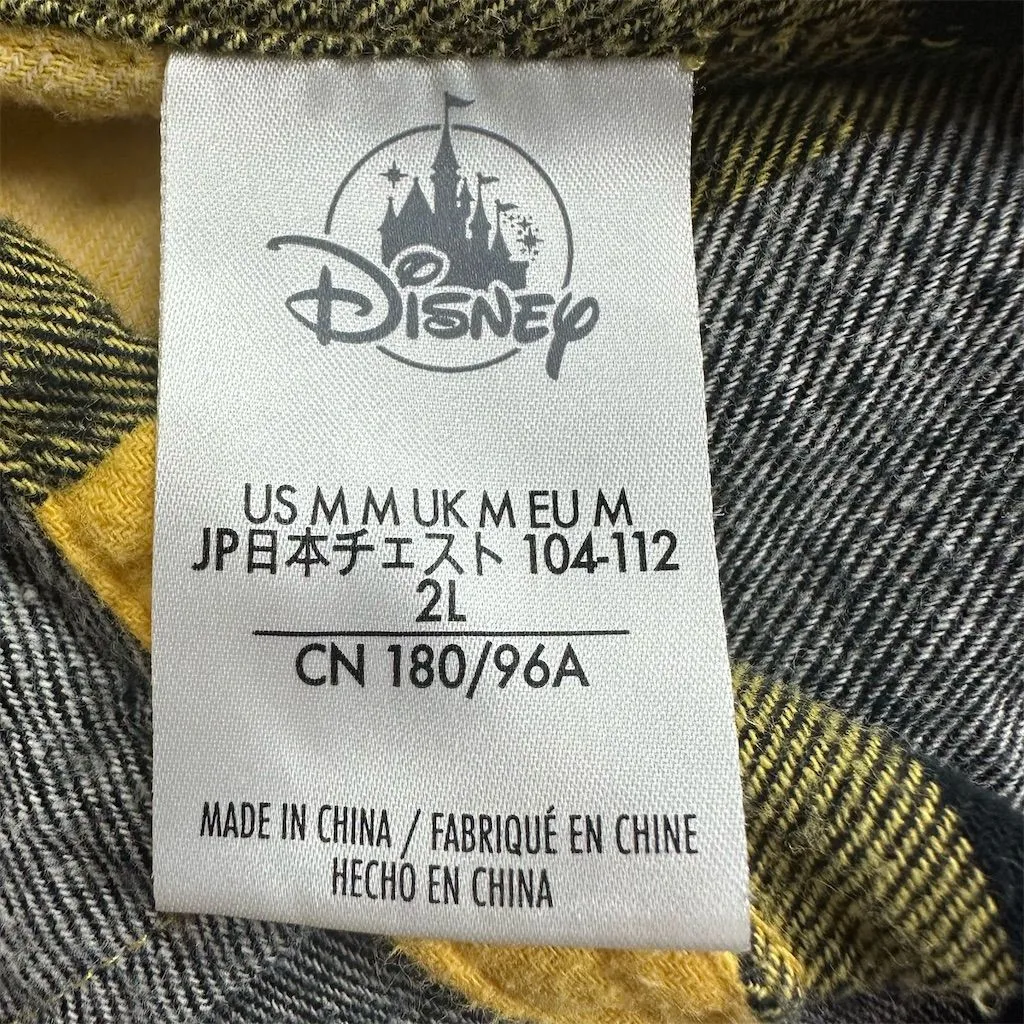 Disney
US M M UK M EU M
JP日本チェスト 104-112
2L
CN 180/96A
MADE IN CHINA / FABRIQUÉ EN CHINE
HECHO EN CHINA